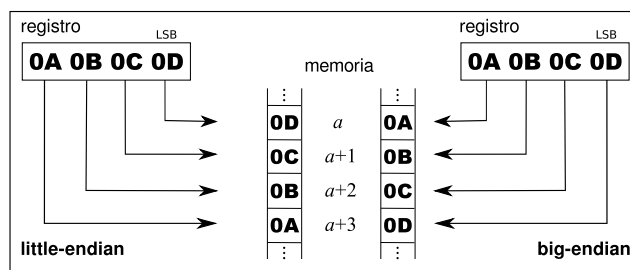 registro
LSB
0A 0B 0C 0D
registro
LSB
0A 0B 0C 0D
memoria
⋮ ⋮
0D a 0A
0C a+1 0B
0B a+2 0C
0A a+3 0D
⋮ ⋮
little-endian
big-endian